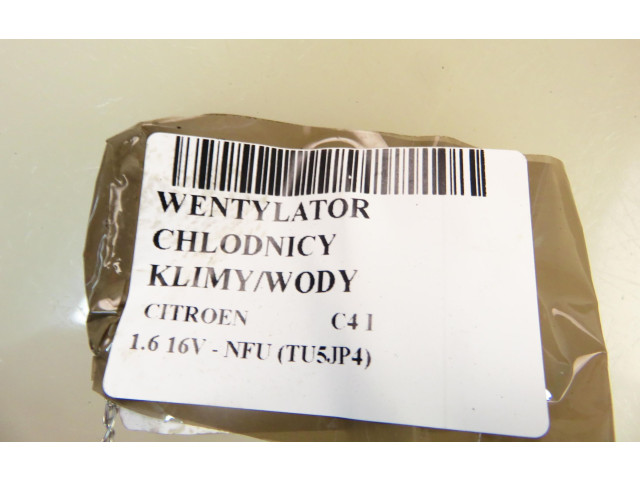 WENTYLATOR
CHLODNICY
KLIMY/WODY
CITROEN C4 I
1.6 16V - NFU (TU5JP4)